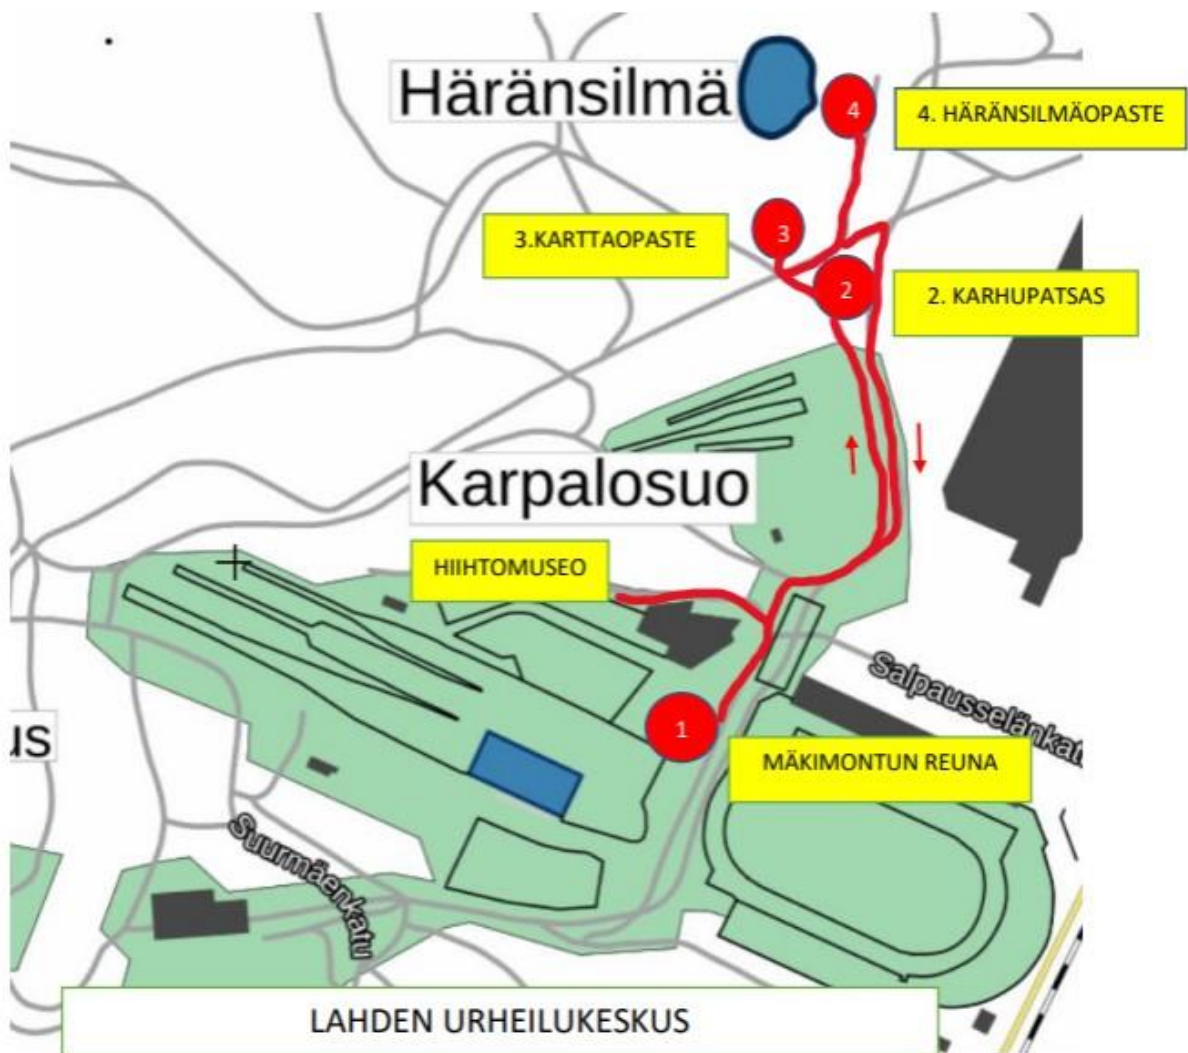 Häränsilmä
4
4. HÄRÄNSILMÄOPASTE
3.KARTTAOPASTE
3
2
2. KARHUPATSAS
Karpalosuo
HIIHTOMUSEO
Salpausselänkatu
us
1
MÄKIMONTUN REUNA
Suurmäenkatu
LAHDEN URHEILUKESKUS